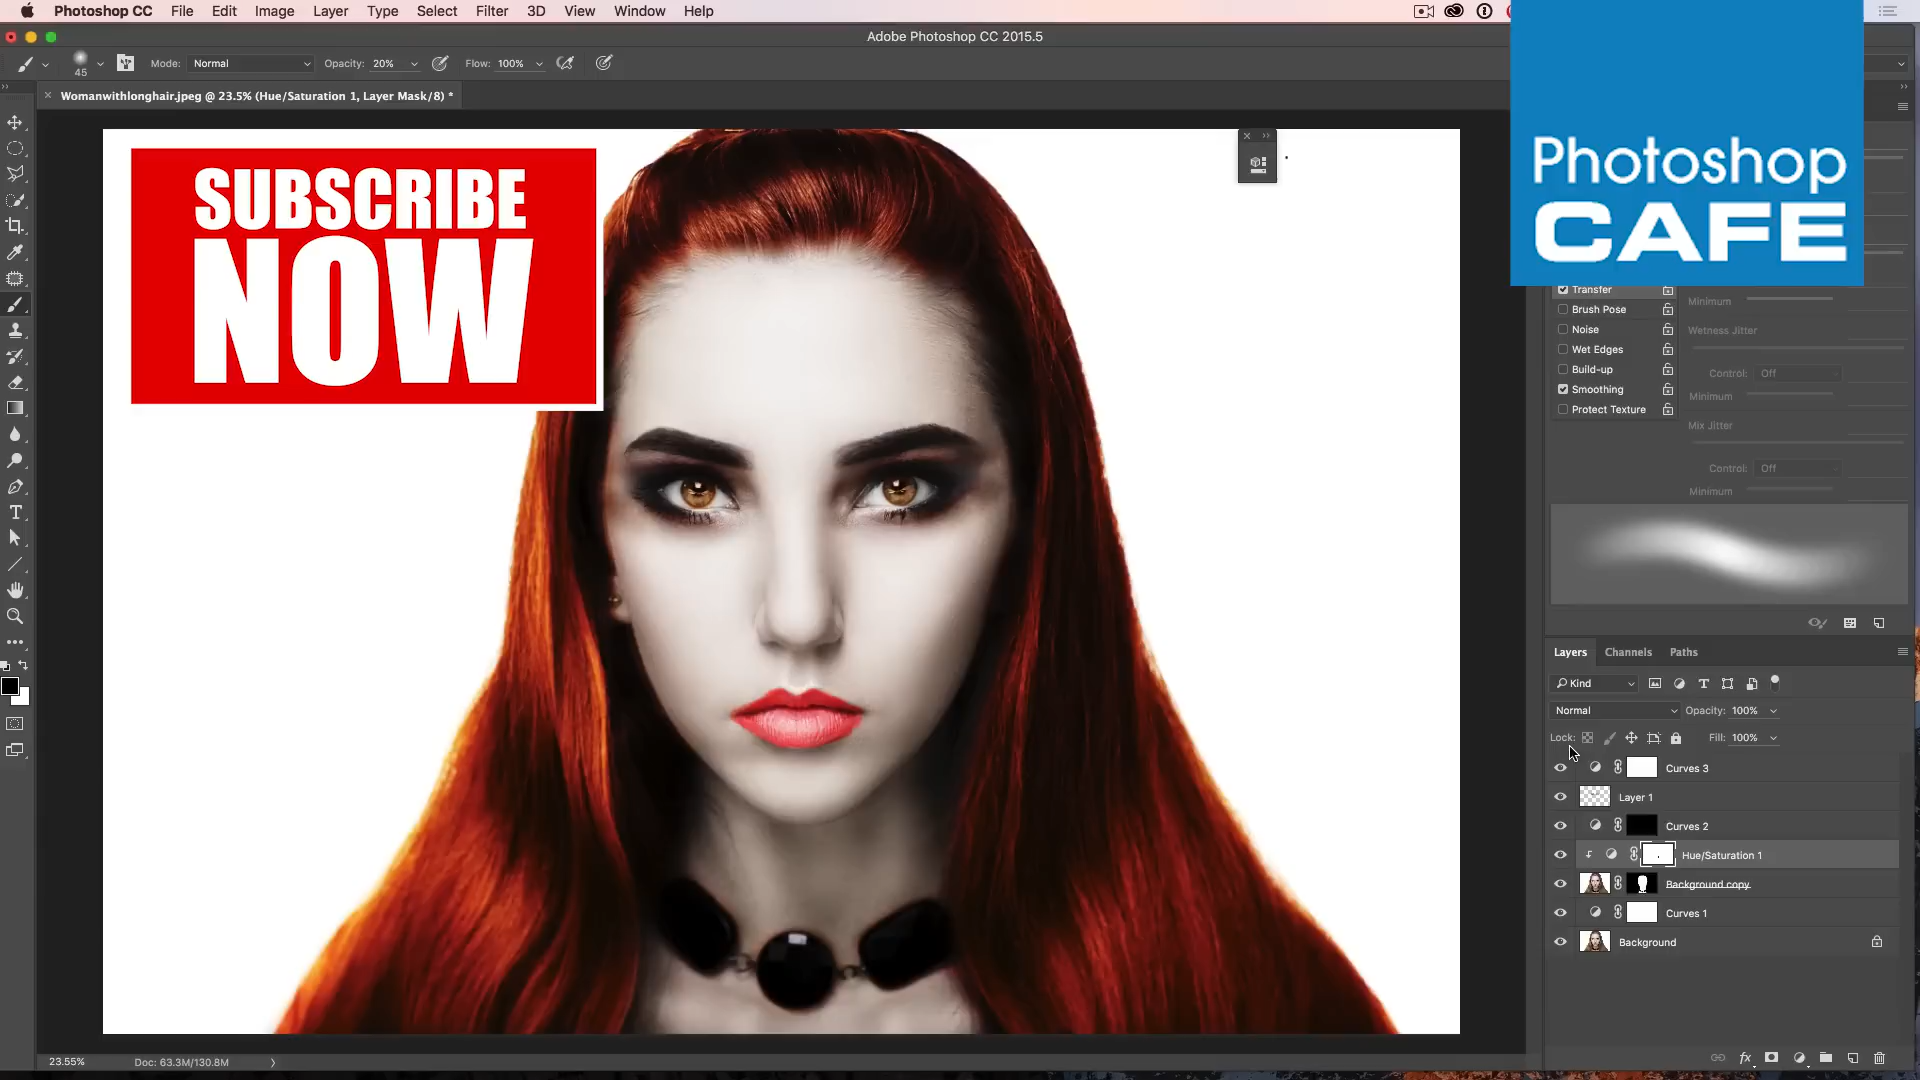 Photoshop CC File Edit Image Layer Type Select Filter 3D View Window Help
Adobe Photoshop CC 2015.5
45 Mode: Normal Opacity: 20% Flow: 100%
Womanwithlonghair.jpeg @ 23.5% (Hue/Saturation 1, Layer Mask/8) *
SUBSCRIBE
NOW
Photoshop
CAFE
Transfer
Brush Pose
Noise
Wet Edges
Build-up
Smoothing
Protect Texture
Minimum
Wetness Jitter
Control: Off
Minimum
Mix Jitter
Control: Off
Minimum
Layers Channels Paths
Kind
Normal Opacity: 100%
Lock: Fill: 100%
Curves 3
Layer 1
Curves 2
Hue/Saturation 1
Background copy
Curves 1
Background
fx
23.55% Doc: 63.3M/130.8M